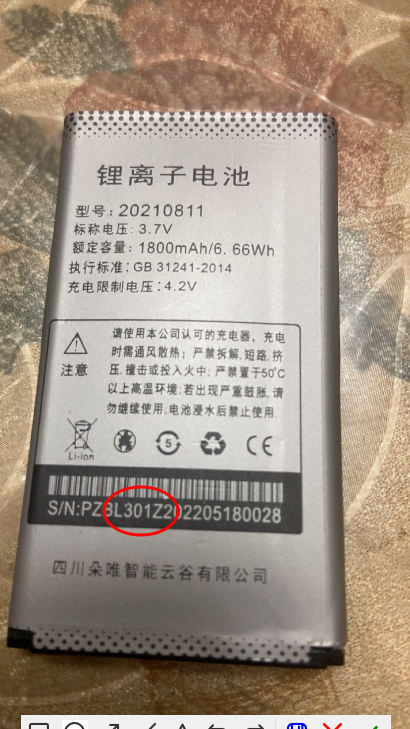 锂离子电池
型号: 20210811
标称电压: 3.7V
额定容量: 1800mAh/6.66Wh
执行标准: GB 31241-2014
充电限制电压: 4.2V
请使用本公司认可的充电器, 充电
时需通风散热; 严禁拆解, 短路, 挤
压, 撞击或投入火中; 严禁置于50℃
以上高温环境; 若出现严重鼓胀, 请
勿继续使用; 电池浸水后禁止使用.
注意
Li-ion
5
CE
S/N:PZBL301Z202205180028
四川朵唯智能云谷有限公司